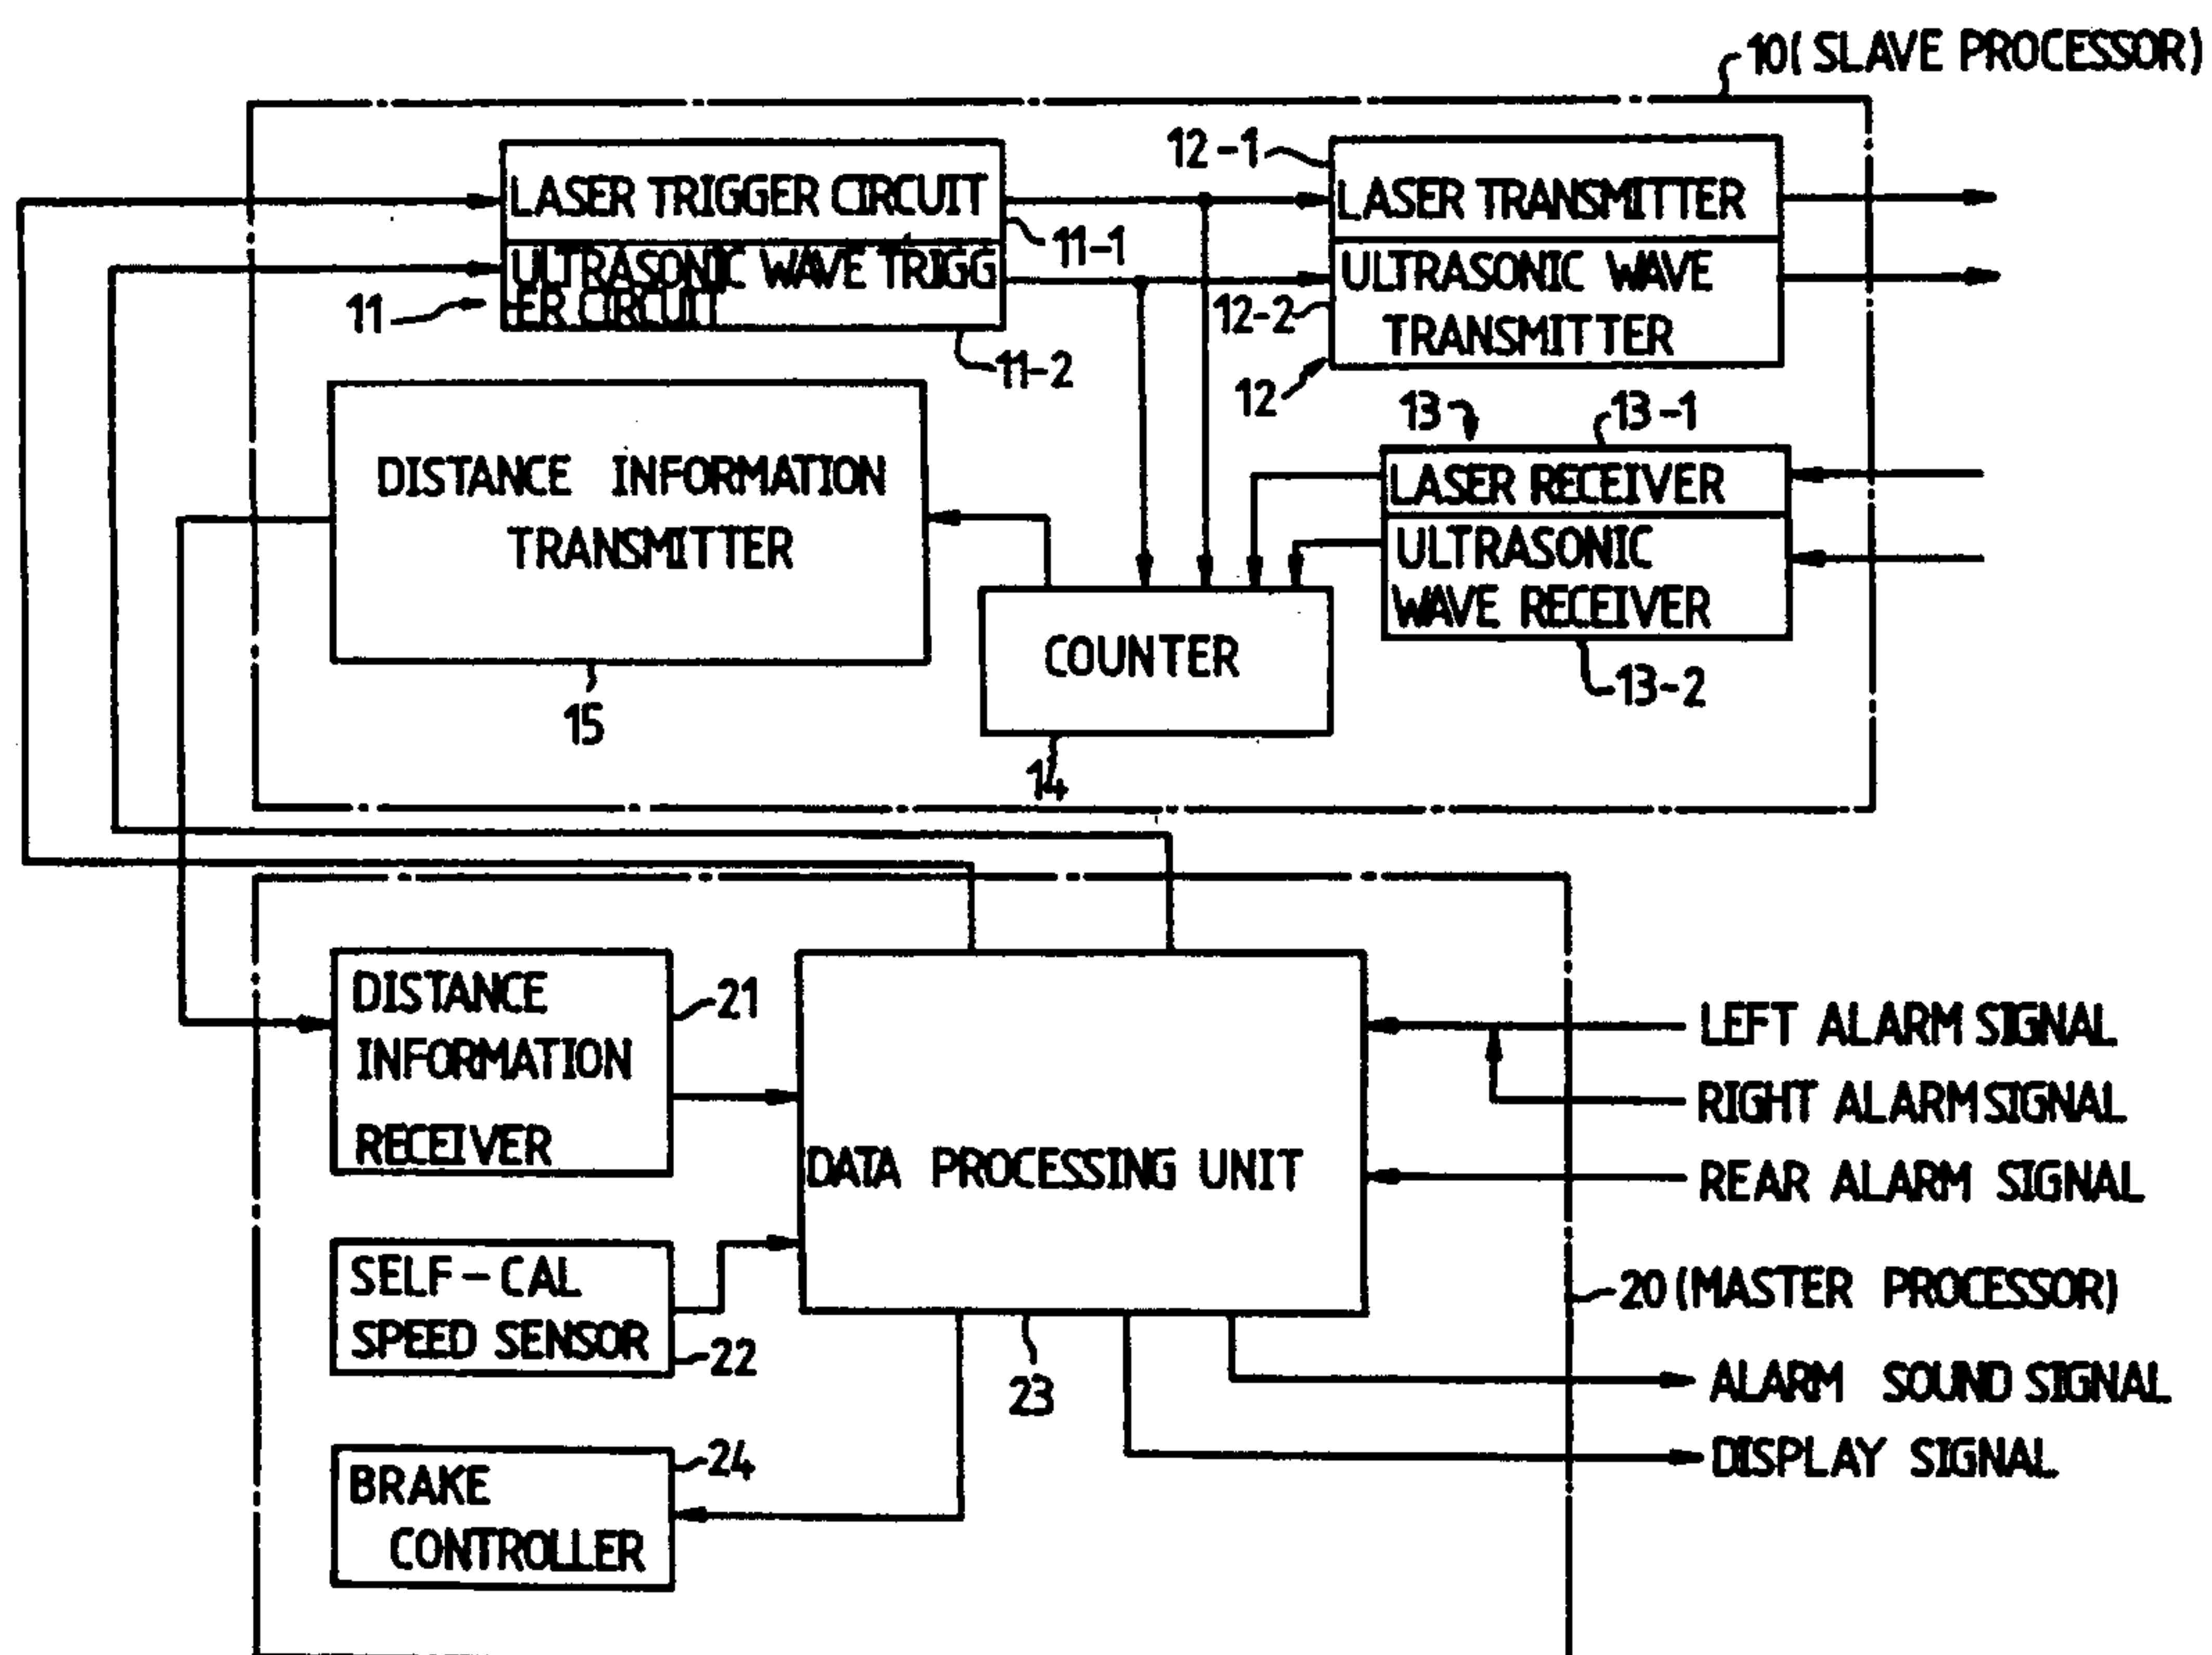 10( SLAVE PROCESSOR)
12-1
LASER TRIGGER CIRCUIT
LASER TRANSMITTER
11-1
ULTRASONIC WAVE TRIGG
ER CIRCUIT
ULTRASONIC WAVE
TRANSMITTER
11
12-2
11-2
12
13
13-1
DISTANCE INFORMATION
TRANSMITTER
LASER RECEIVER
ULTRASONIC
WAVE RECEIVER
COUNTER
13-2
15
14
DISTANCE
INFORMATION
RECEIVER
21
DATA PROCESSING UNIT
LEFT ALARM SIGNAL
RIGHT ALARM SIGNAL
REAR ALARM SIGNAL
SELF-CAL
SPEED SENSOR
22
20 (MASTER PROCESSOR)
23
ALARM SOUND SIGNAL
DISPLAY SIGNAL
BRAKE
CONTROLLER
24